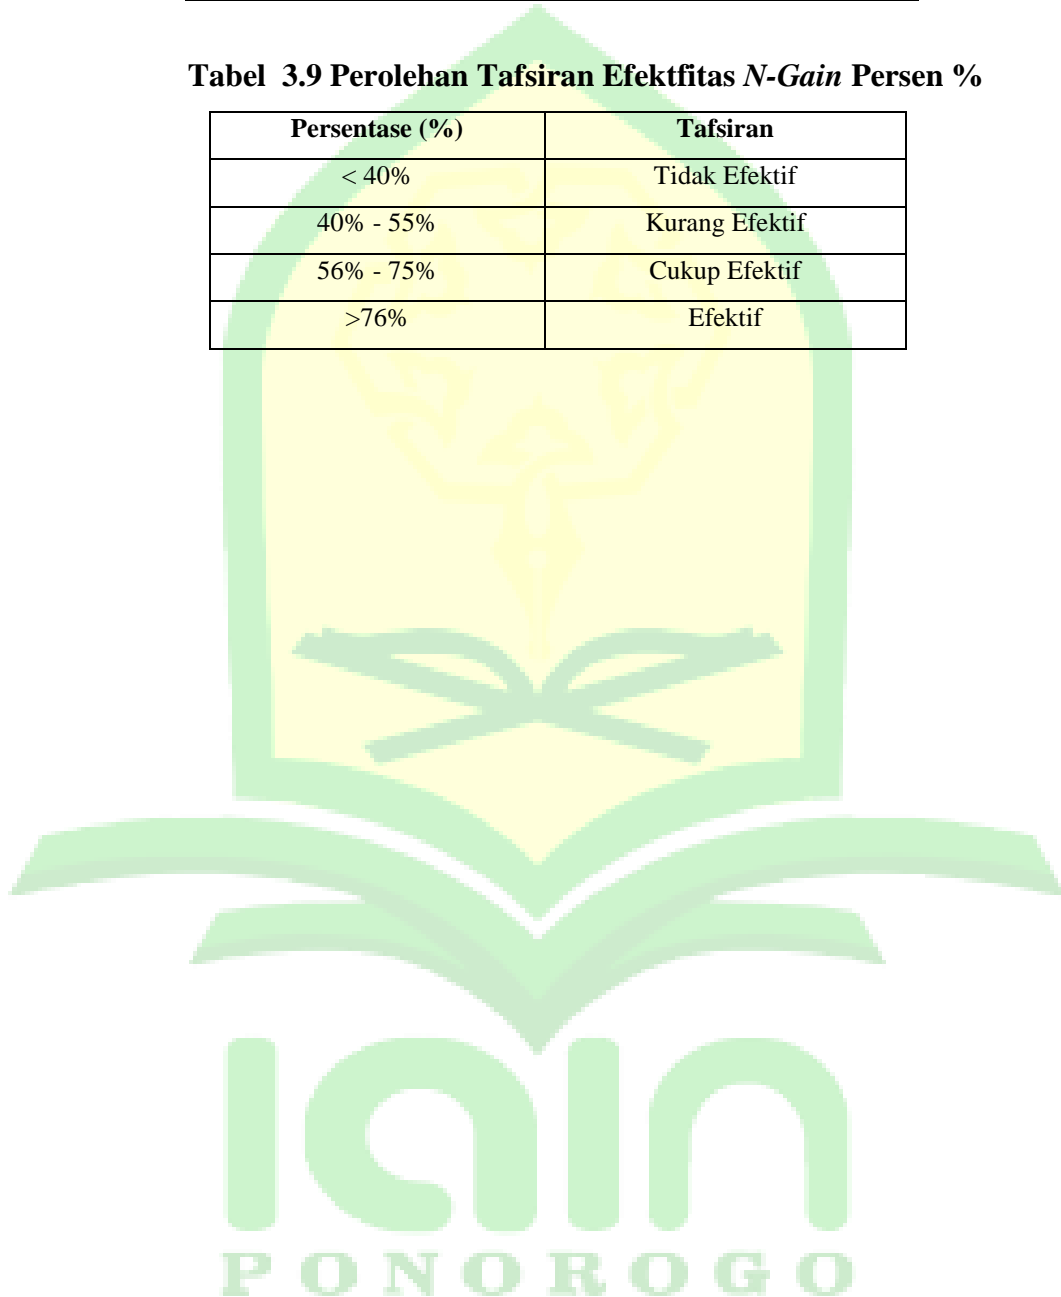 Tabel 3.9 Perolehan Tafsiran Efektfitas N-Gain Persen %
Persentase (%) Tafsiran
< 40% Tidak Efektif
40% - 55% Kurang Efektif
56% - 75% Cukup Efektif
>76% Efektif
iain
PONOROGO